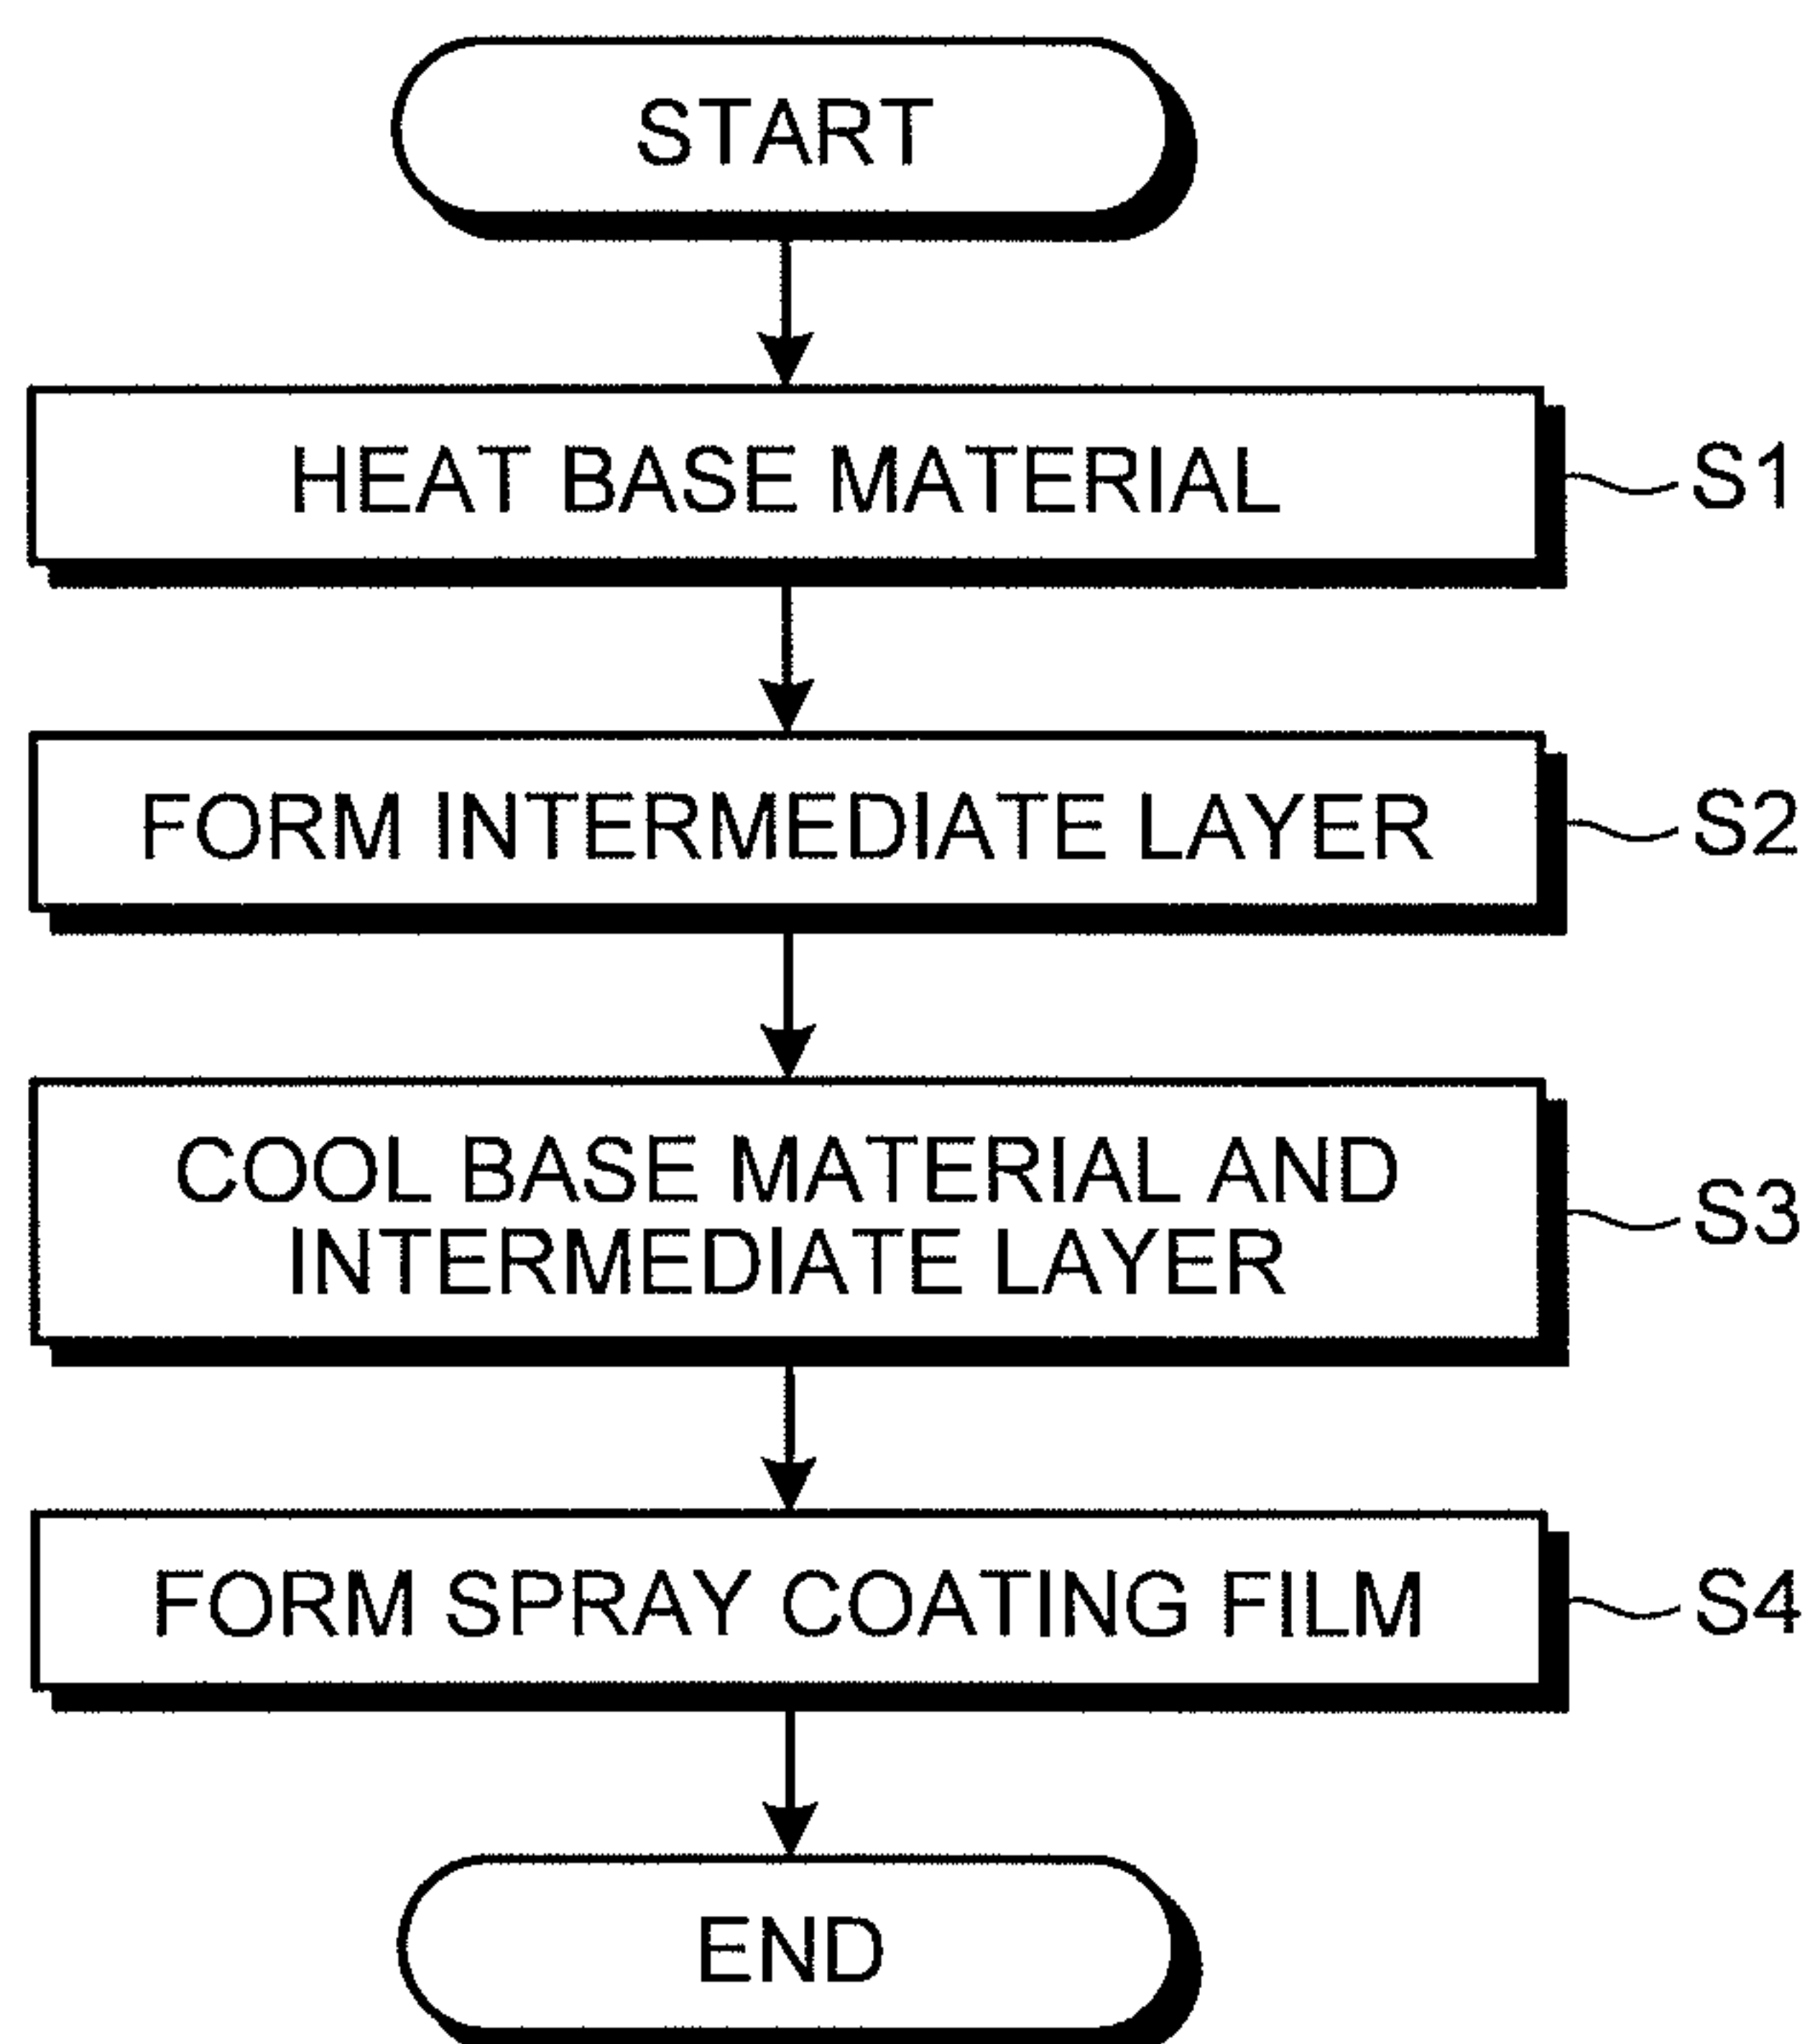 START
HEAT BASE MATERIAL
S1
FORM INTERMEDIATE LAYER
S2
COOL BASE MATERIAL AND
INTERMEDIATE LAYER
S3
FORM SPRAY COATING FILM
S4
END